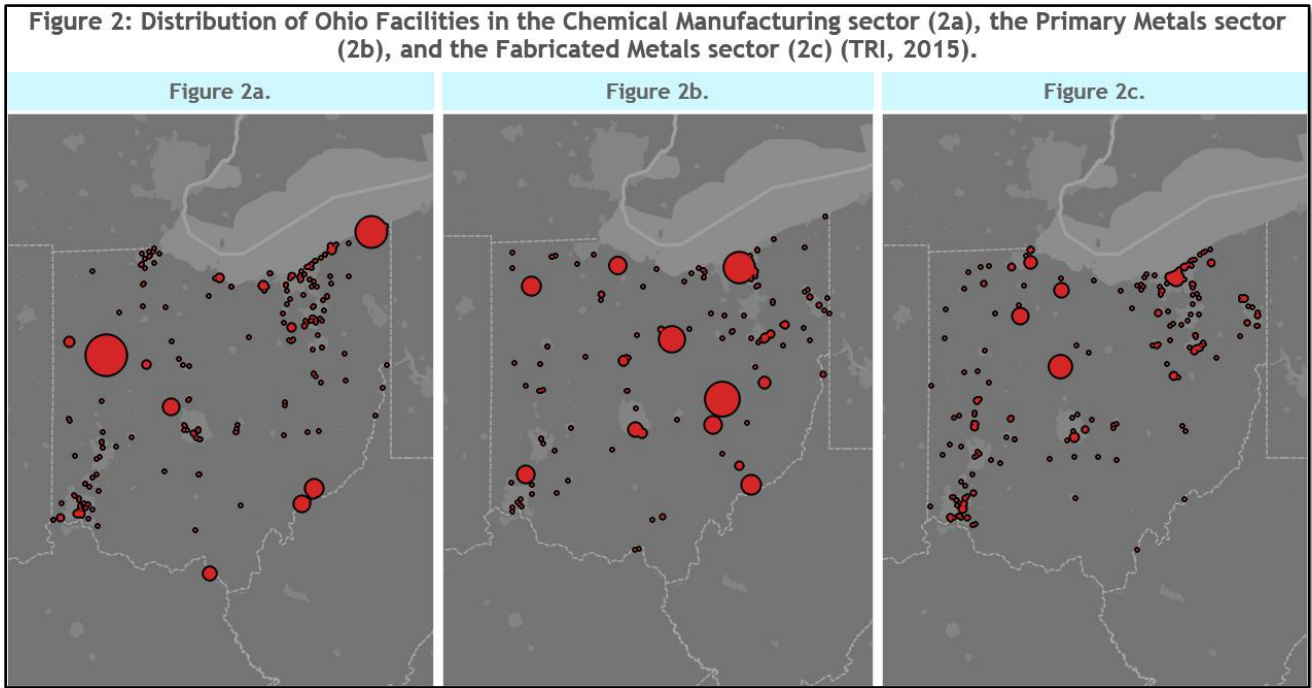 Figure 2: Distribution of Ohio Facilities in the Chemical Manufacturing sector (2a), the Primary Metals sector
(2b), and the Fabricated Metals sector (2c) (TRI, 2015).
Figure 2a.
Figure 2b.
Figure 2c.